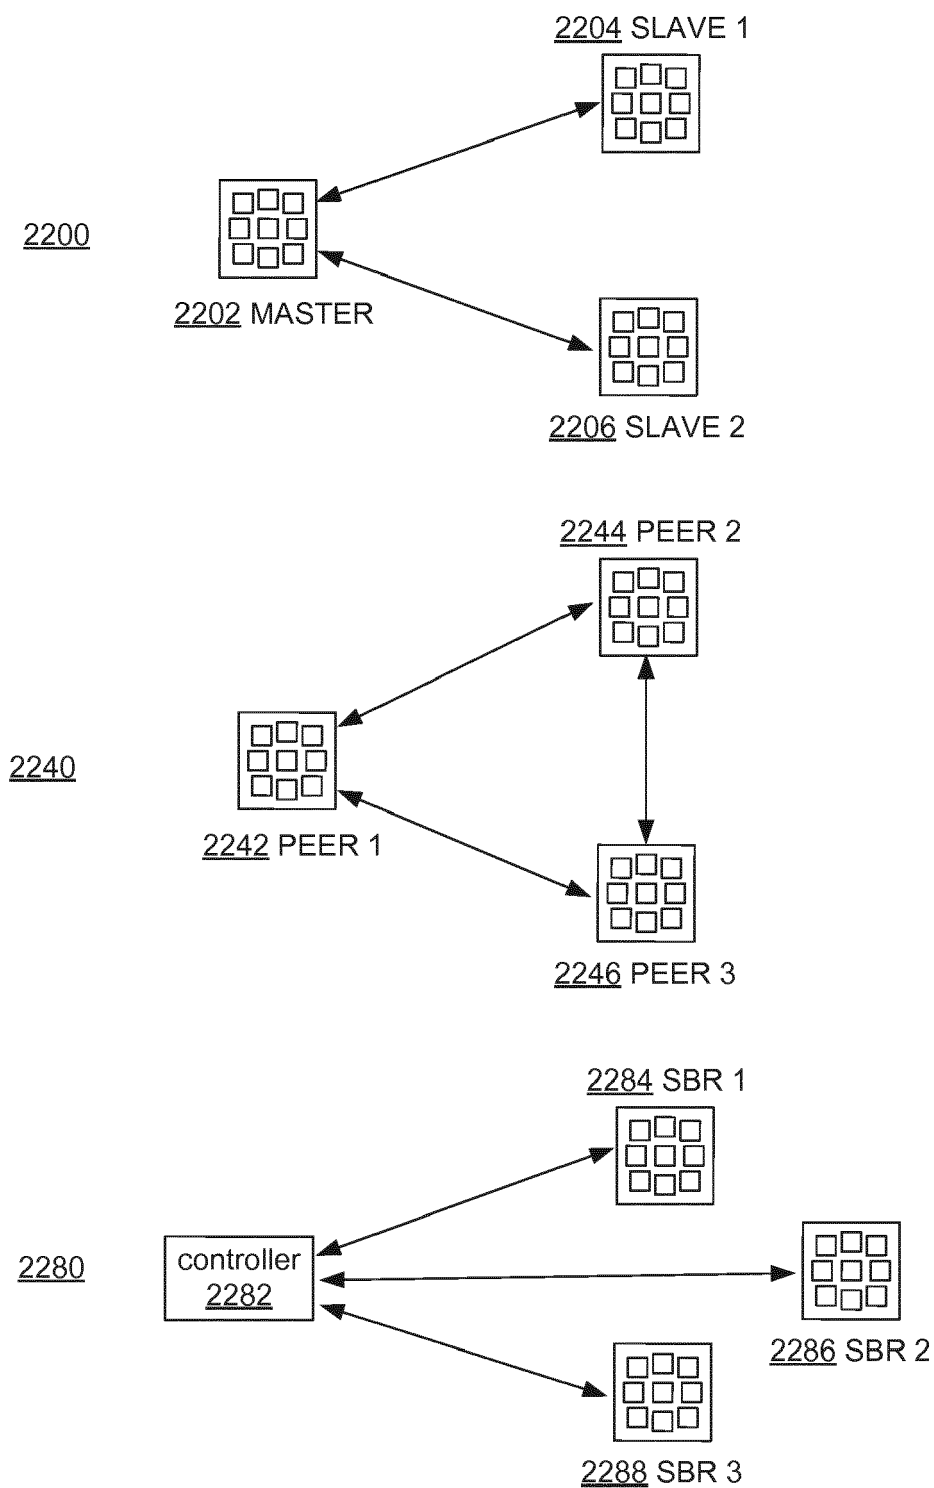 2204 SLAVE 1
2200
2202 MASTER
2206 SLAVE 2
2244 PEER 2
2240
2242 PEER 1
2246 PEER 3
2284 SBR 1
2280
controller
2282
2286 SBR 2
2288 SBR 3